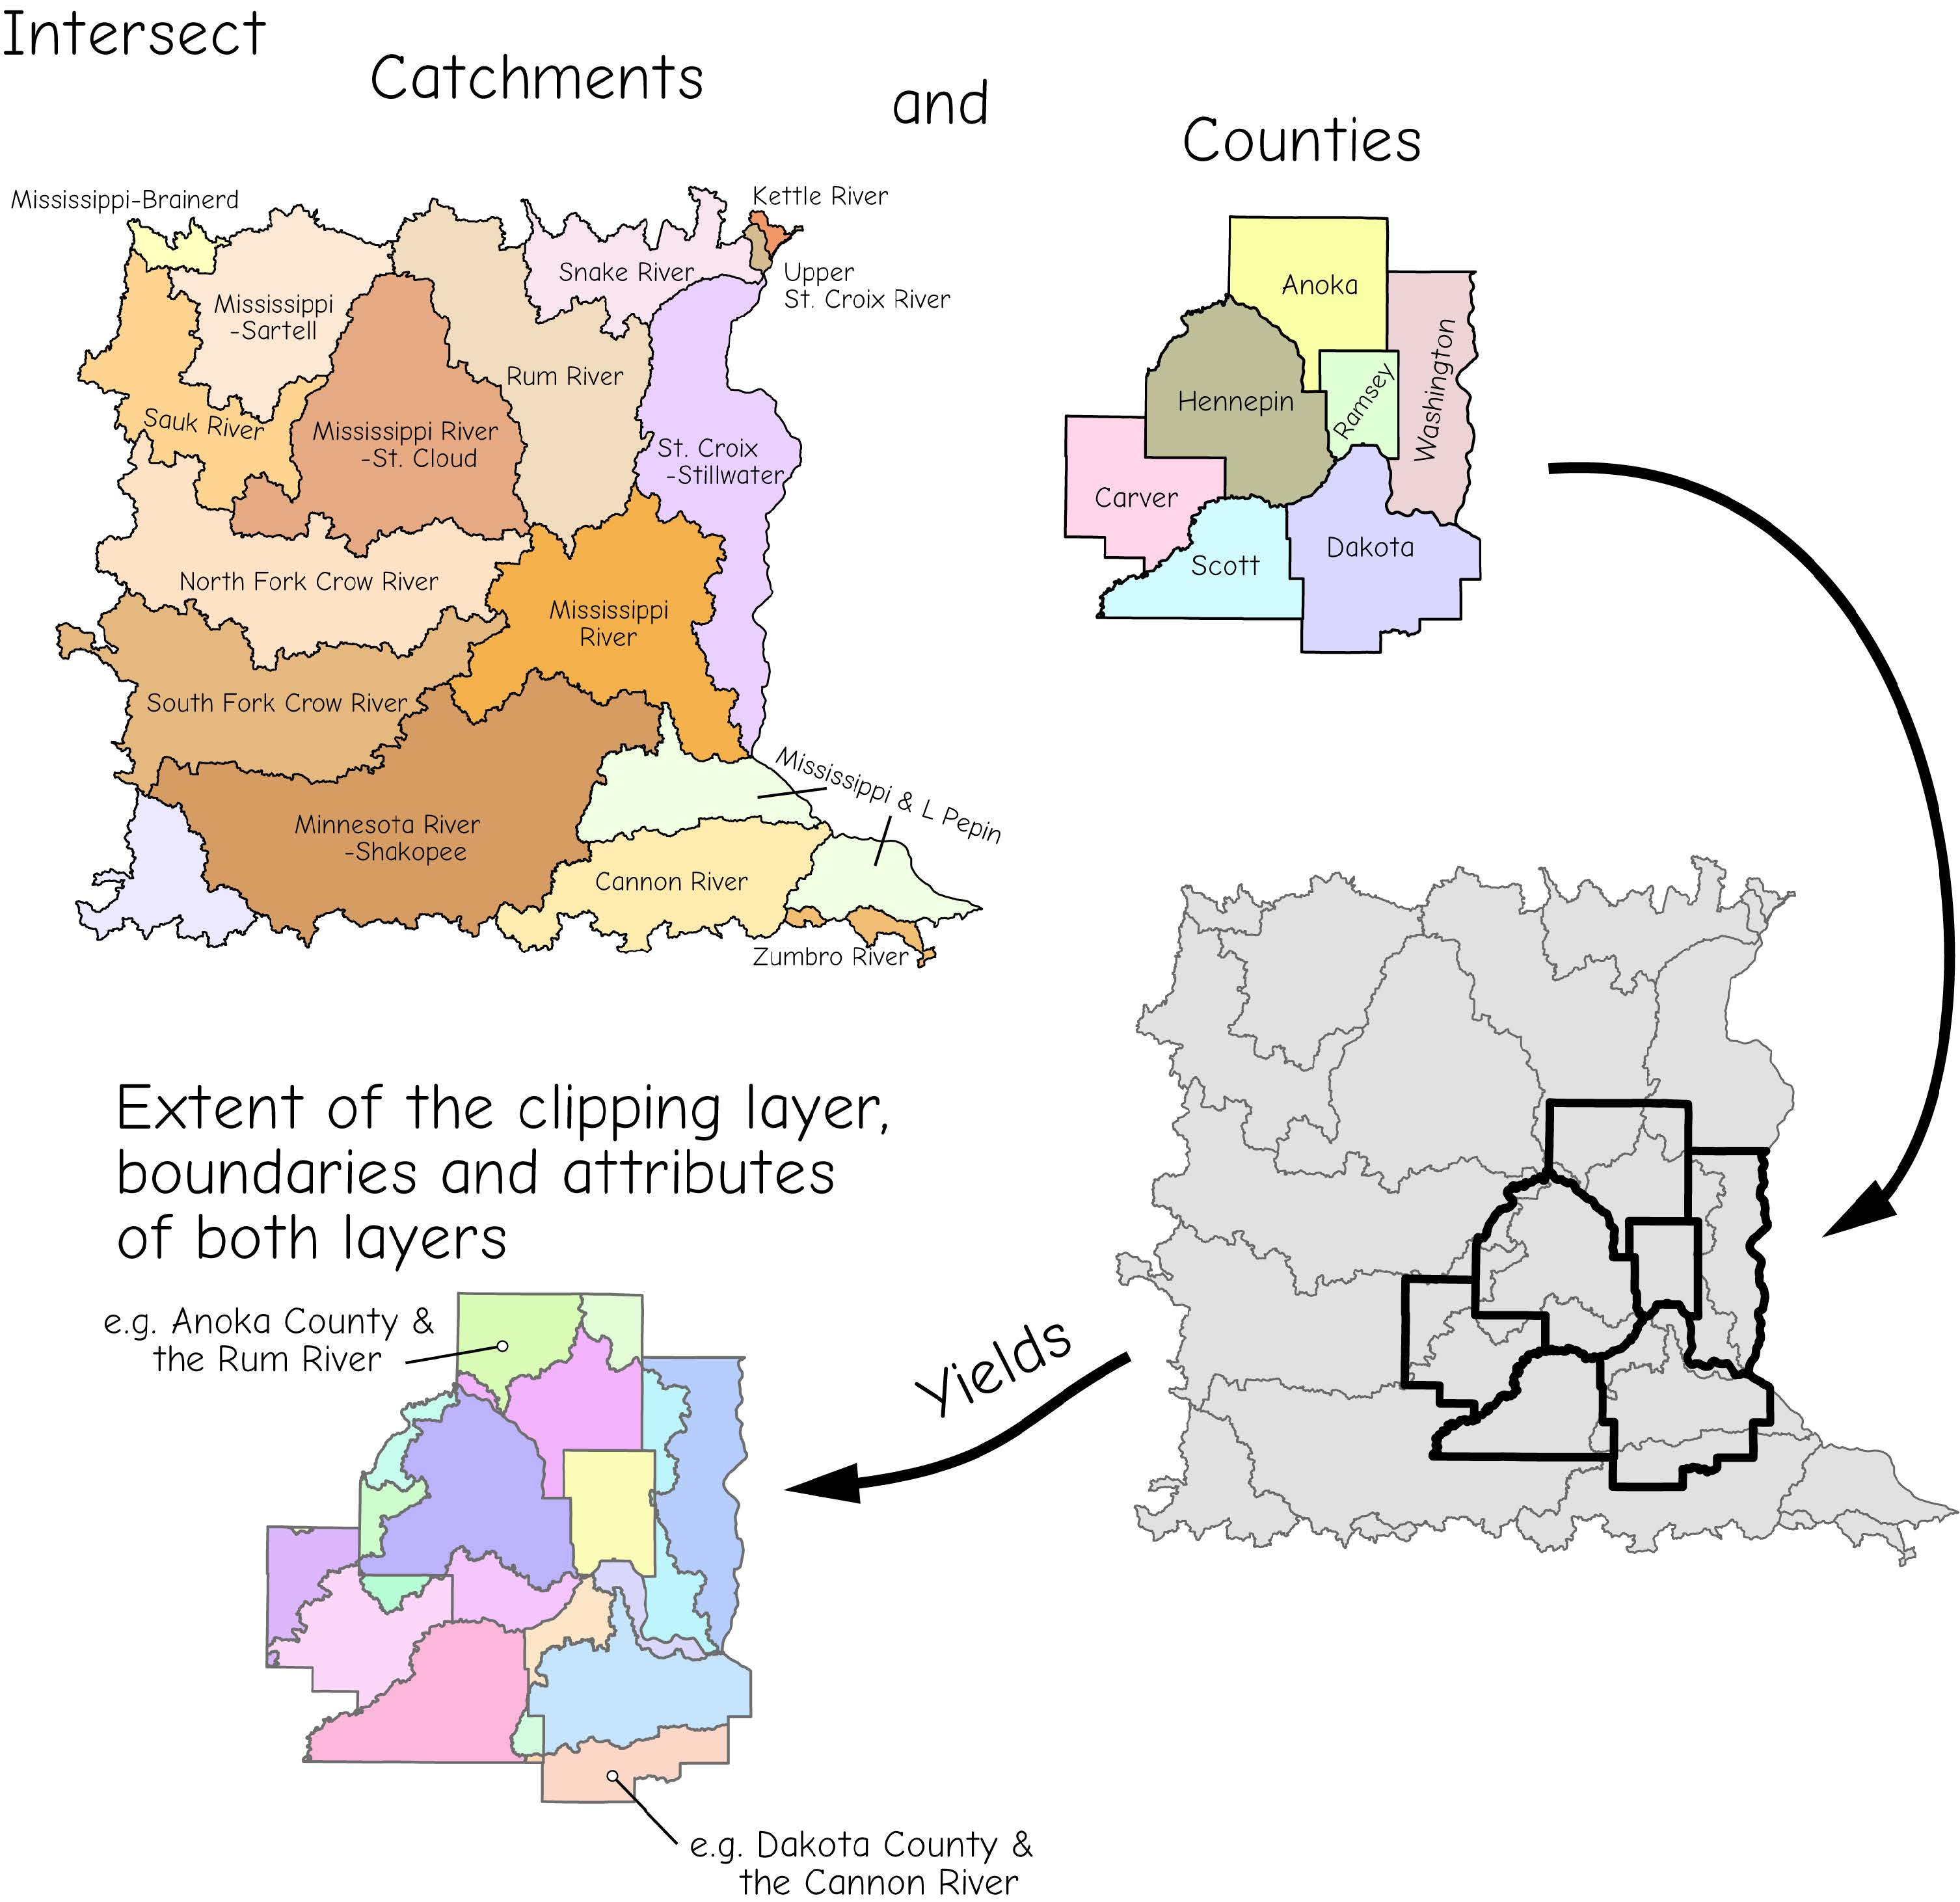 Intersect
Catchments
and
Counties
Mississippi-Brainerd
Kettle River
Upper
St. Croix River
Snake River
Mississippi
-Sartell
Rum River
Sauk River
Mississippi River
-St. Cloud
St. Croix
-Stillwater
North Fork Crow River
Mississippi
River
South Fork Crow River
Minnesota River
-Shakopee
Mississippi & L Pepin
Cannon River
Zumbro River
Anoka
Washington
Hennepin
Ramsey
Carver
Scott
Dakota
Extent of the clipping layer,
boundaries and attributes
of both layers
e.g. Anoka County &
the Rum River
Yields
e.g. Dakota County &
the Cannon River